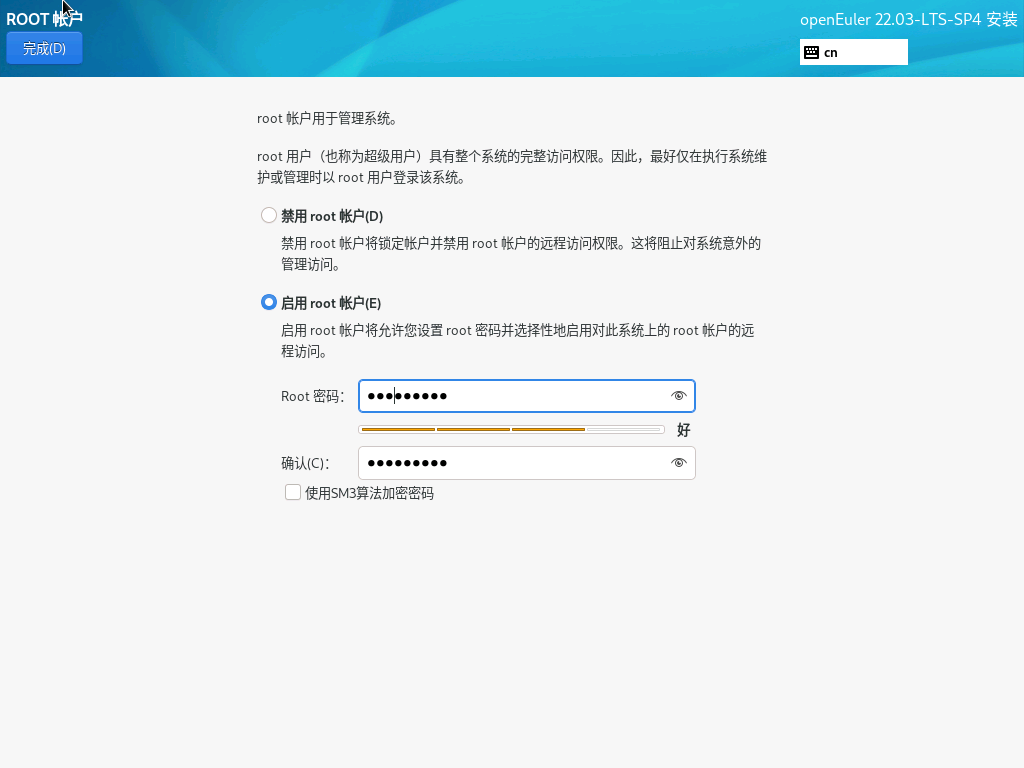 ROOT 帐户
openEuler 22.03-LTS-SP4 安装
完成(D)
cn
root 帐户用于管理系统。
root 用户（也称为超级用户）具有整个系统的完整访问权限。因此，最好仅在执行系统维
护或管理时以 root 用户登录该系统。
禁用 root 帐户(D)
禁用 root 帐户将锁定帐户并禁用 root 帐户的远程访问权限。这将阻止对系统意外的
管理访问。
启用 root 帐户(E)
启用 root 帐户将允许您设置 root 密码并选择性地启用对此系统上的 root 帐户的远
程访问。
Root 密码：
●●●●●●●●●
好
确认(C)：
●●●●●●●●●
使用SM3算法加密密码